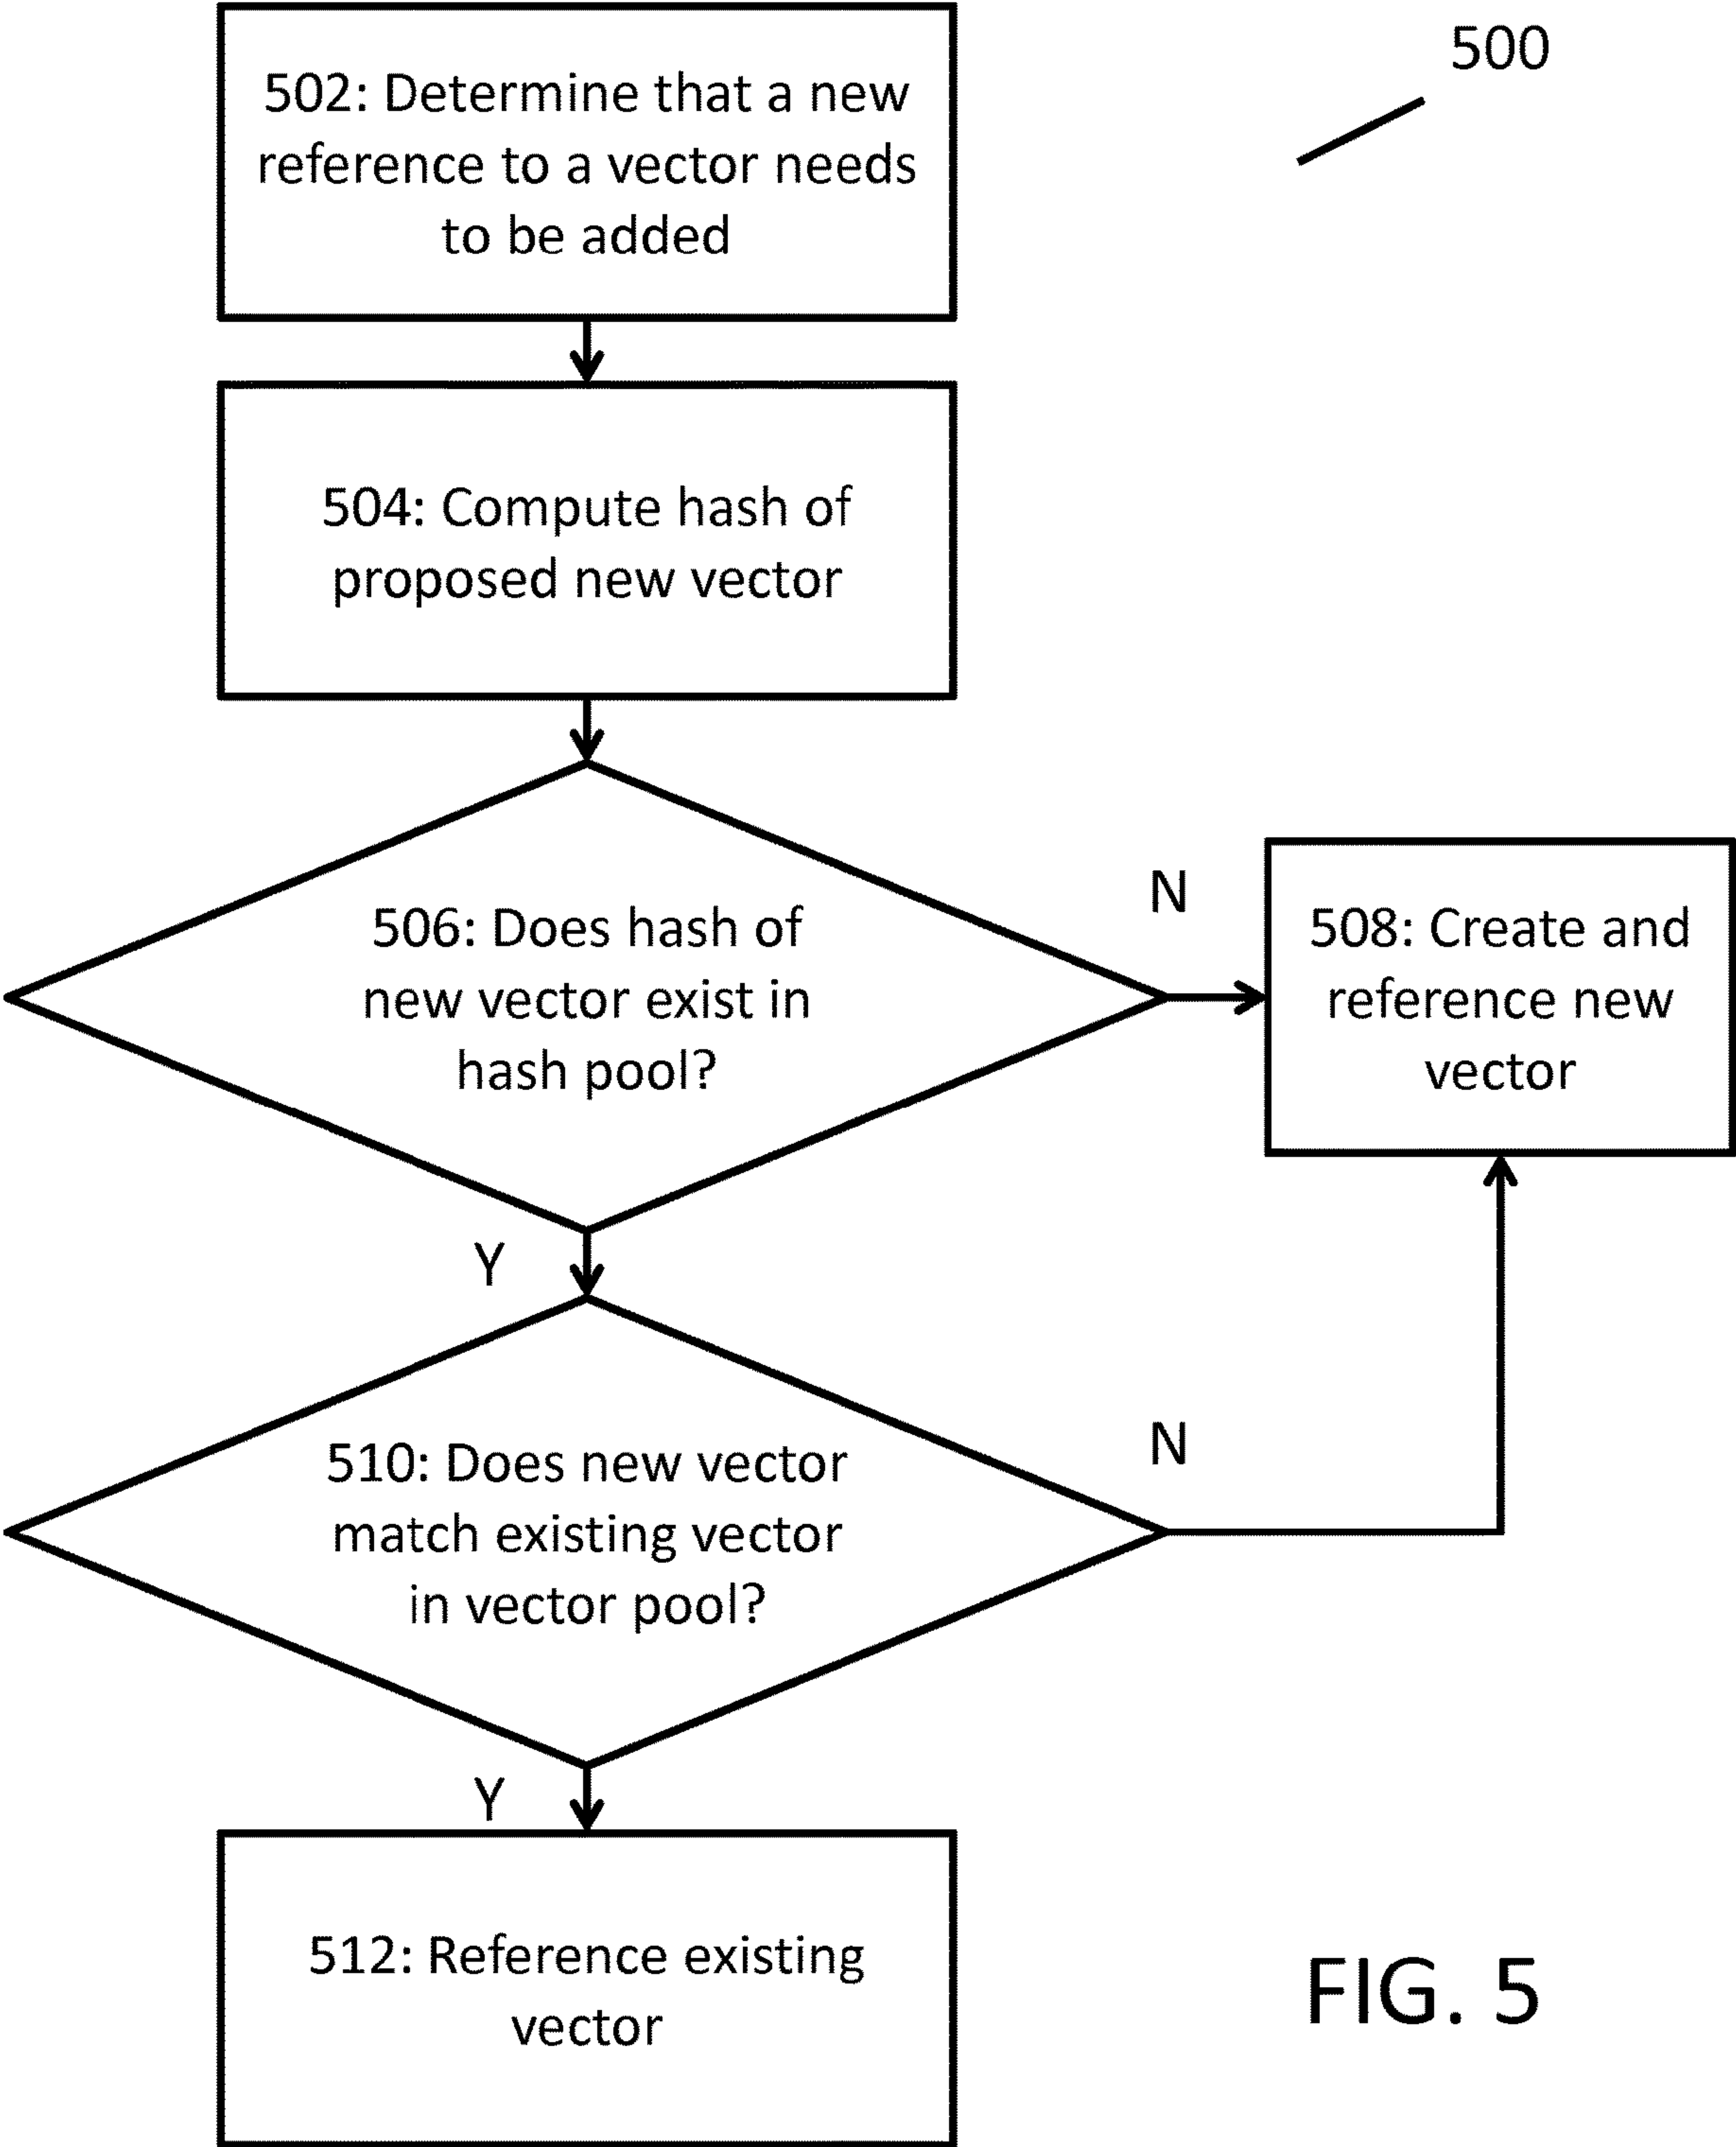 500
502: Determine that a new
reference to a vector needs
to be added
504: Compute hash of
proposed new vector
506: Does hash of
new vector exist in
hash pool?
N
508: Create and
reference new
vector
Y
510: Does new vector
match existing vector
in vector pool?
N
Y
512: Reference existing
vector
FIG. 5